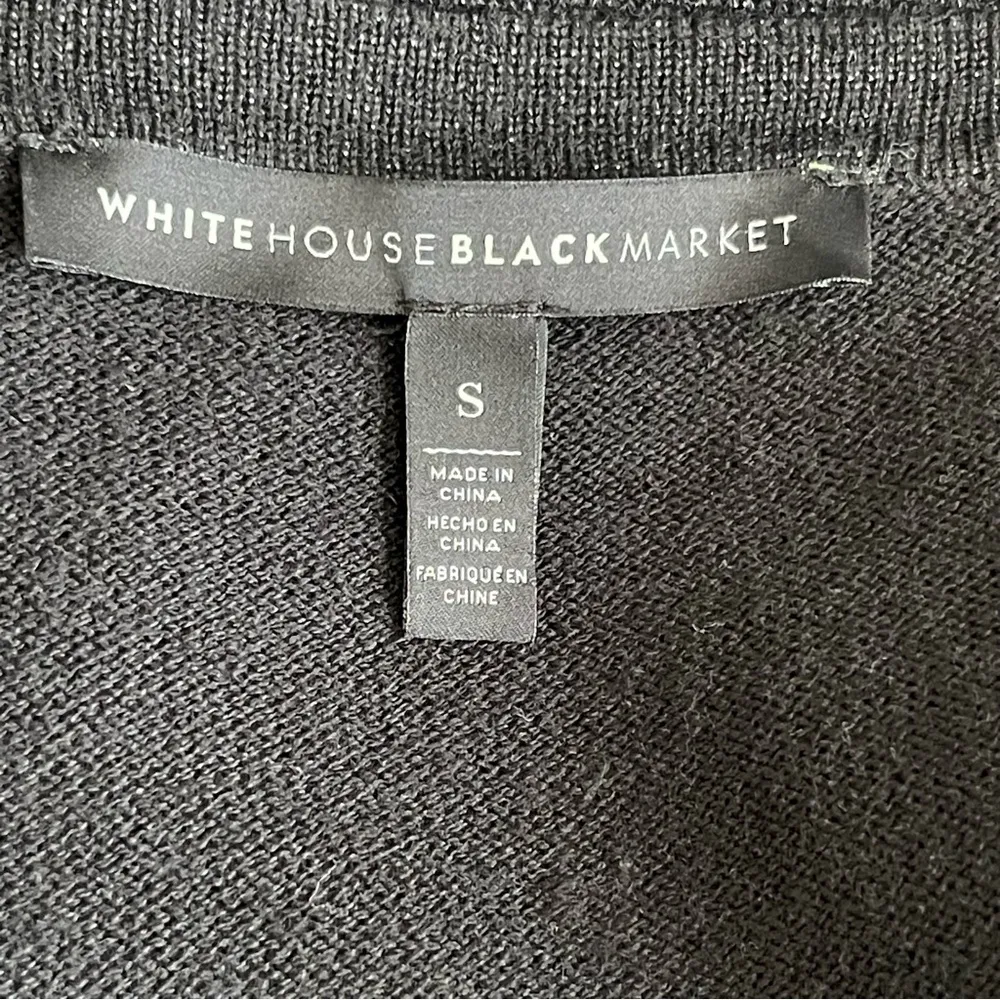 WHITEHOUSEBLACKMARKET
S
MADE IN
CHINA
HECHO EN
CHINA
FABRIQUÉ EN
CHINE